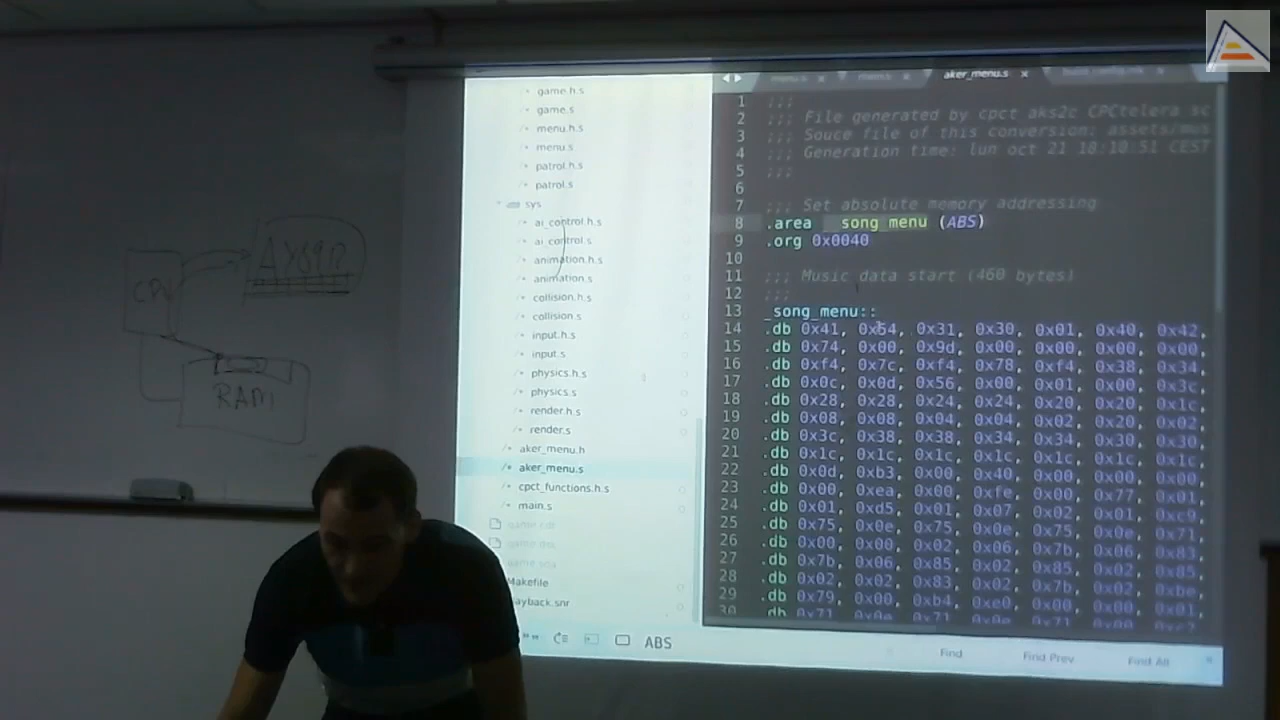 game.h.s
game.s
menu.h.s
menu.s
patrol.h.s
patrol.s
sys
ai_control.h.s
ai_control.s
animation.h.s
animation.s
collision.h.s
collision.s
input.h.s
input.s
physics.h.s
physics.s
render.h.s
render.s
aker_menu.h
aker_menu.s
cpct_functions.h.s
main.s
Makefile
ayback.snr
aker_menu.s
1 ;;;
2 ;;; File generated by cpct aks2c CPCtelera sc
3 ;;; Souce file of this conversion: assets/mus
4 ;;; Generation time: lun oct 21 18:10:51 CEST
5 ;;;
6
7 ;;; Set absolute memory addressing
8 .area _song_menu (ABS)
9 .org 0x0040
10
11 ;;; Music data start (460 bytes)
12 ;;;
13 _song_menu::
14 .db 0x41, 0x54, 0x31, 0x30, 0x01, 0x40, 0x42,
15 .db 0x74, 0x00, 0x9d, 0x00, 0x00, 0x00, 0x00,
16 .db 0xf4, 0x7c, 0xf4, 0x78, 0xf4, 0x38, 0x34,
17 .db 0x0c, 0x0d, 0x56, 0x00, 0x01, 0x00, 0x3c,
18 .db 0x28, 0x28, 0x24, 0x24, 0x20, 0x20, 0x1c,
19 .db 0x08, 0x08, 0x04, 0x04, 0x02, 0x20, 0x02,
20 .db 0x3c, 0x38, 0x38, 0x34, 0x34, 0x30, 0x30,
21 .db 0x1c, 0x1c, 0x1c, 0x1c, 0x1c, 0x1c, 0x1c,
22 .db 0x0d, 0xb3, 0x00, 0x40, 0x00, 0x00, 0x00,
23 .db 0x00, 0xea, 0x00, 0xfe, 0x00, 0x77, 0x01,
24 .db 0x01, 0xd5, 0x01, 0x07, 0x02, 0x01, 0xc9,
25 .db 0x75, 0x0e, 0x75, 0x0e, 0x75, 0x0e, 0x71,
26 .db 0x00, 0x00, 0x02, 0x06, 0x7b, 0x06, 0x83,
27 .db 0x7b, 0x06, 0x85, 0x02, 0x85, 0x02, 0x85,
28 .db 0x02, 0x02, 0x83, 0x02, 0x7b, 0x02, 0xbe,
29 .db 0x79, 0x00, 0xb4, 0xe0, 0x00, 0x00, 0x01,
30
ABS
Find
Find Prev
Find All
CPU
RAM